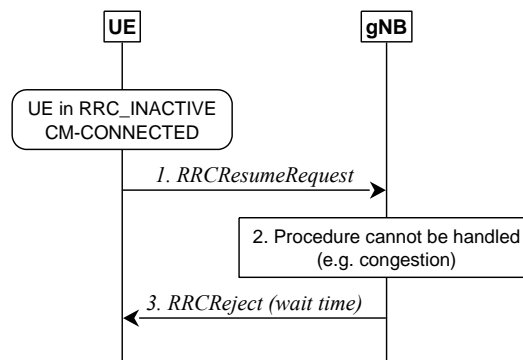 UE
gNB
UE in RRC_INACTIVE
CM-CONNECTED
1. RRCResumeRequest
2. Procedure cannot be handled
(e.g. congestion)
3. RRCReject (wait time)